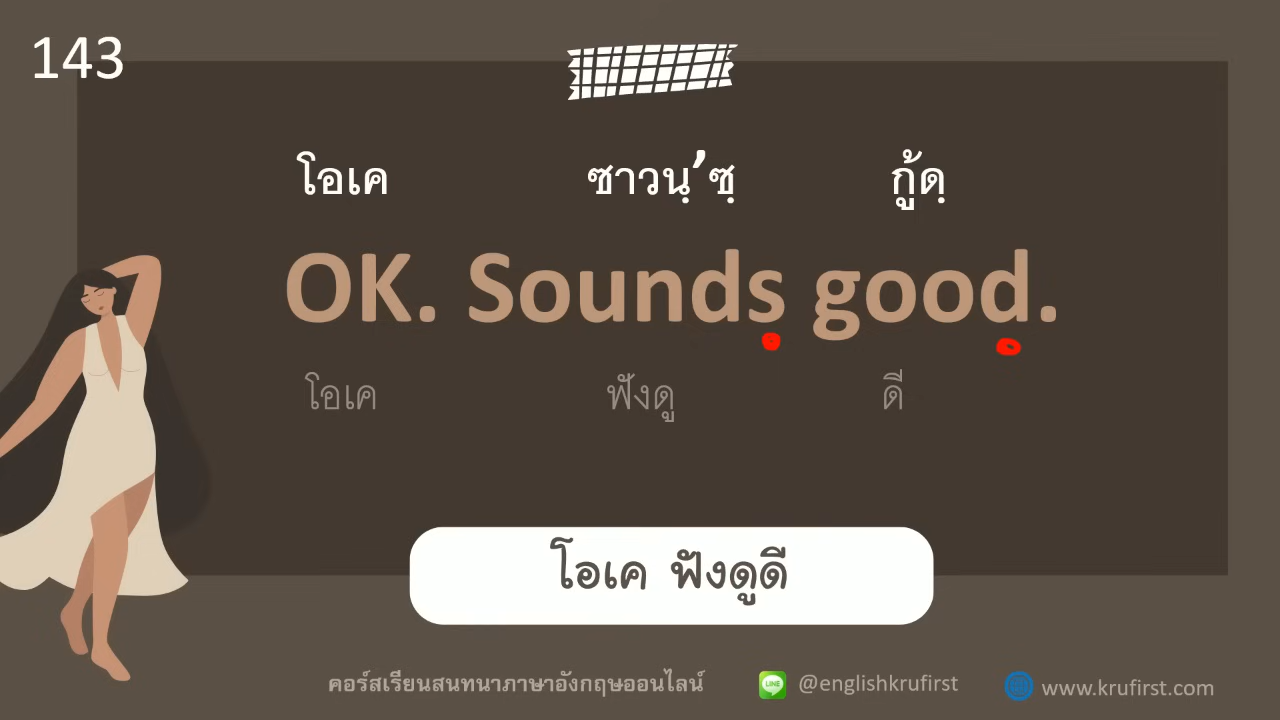 143
โอเค ซาวนฺ’ซฺ กู้ดฺ
OK. Sounds good.
โอเค ฟังดู ดี
โอเค ฟังดูดี
คอร์สเรียนสนทนาภาษาอังกฤษออนไลน์ LINE @englishkrufirst www.krufirst.com